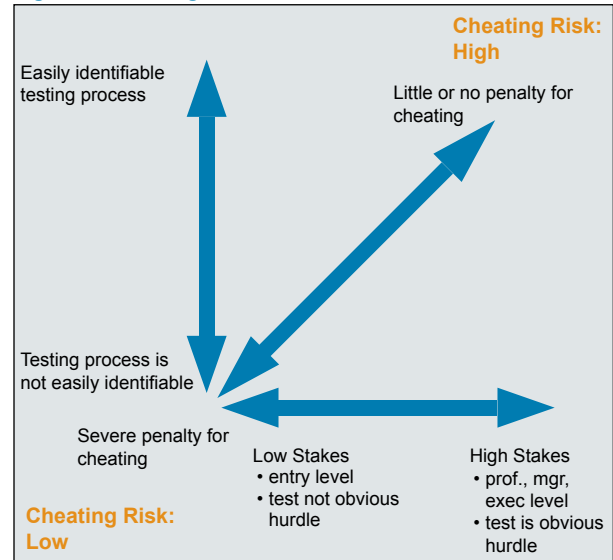 Cheating Risk:
High
Easily identifiable
testing process
Little or no penalty for
cheating
Testing process is
not easily identifiable
Severe penalty for
cheating
Low Stakes
• entry level
• test not obvious
hurdle
High Stakes
• prof., mgr,
exec level
• test is obvious
hurdle
Cheating Risk:
Low